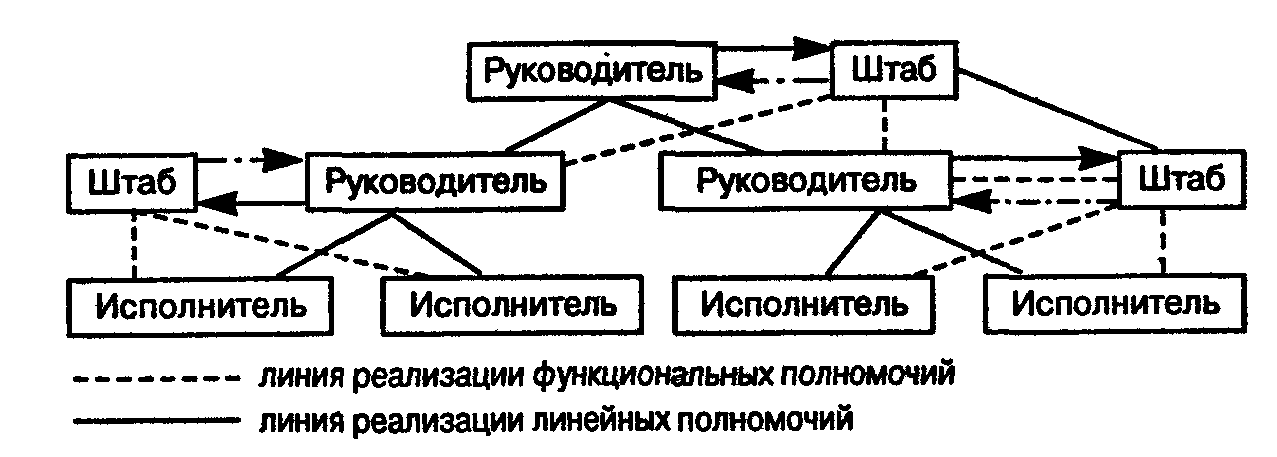 Руководитель
Штаб
Штаб
Руководитель
Руководитель
Штаб
Исполнитель
Исполнитель
Исполнитель
Исполнитель
линия реализации функциональных полномочий
линия реализации линейных полномочий